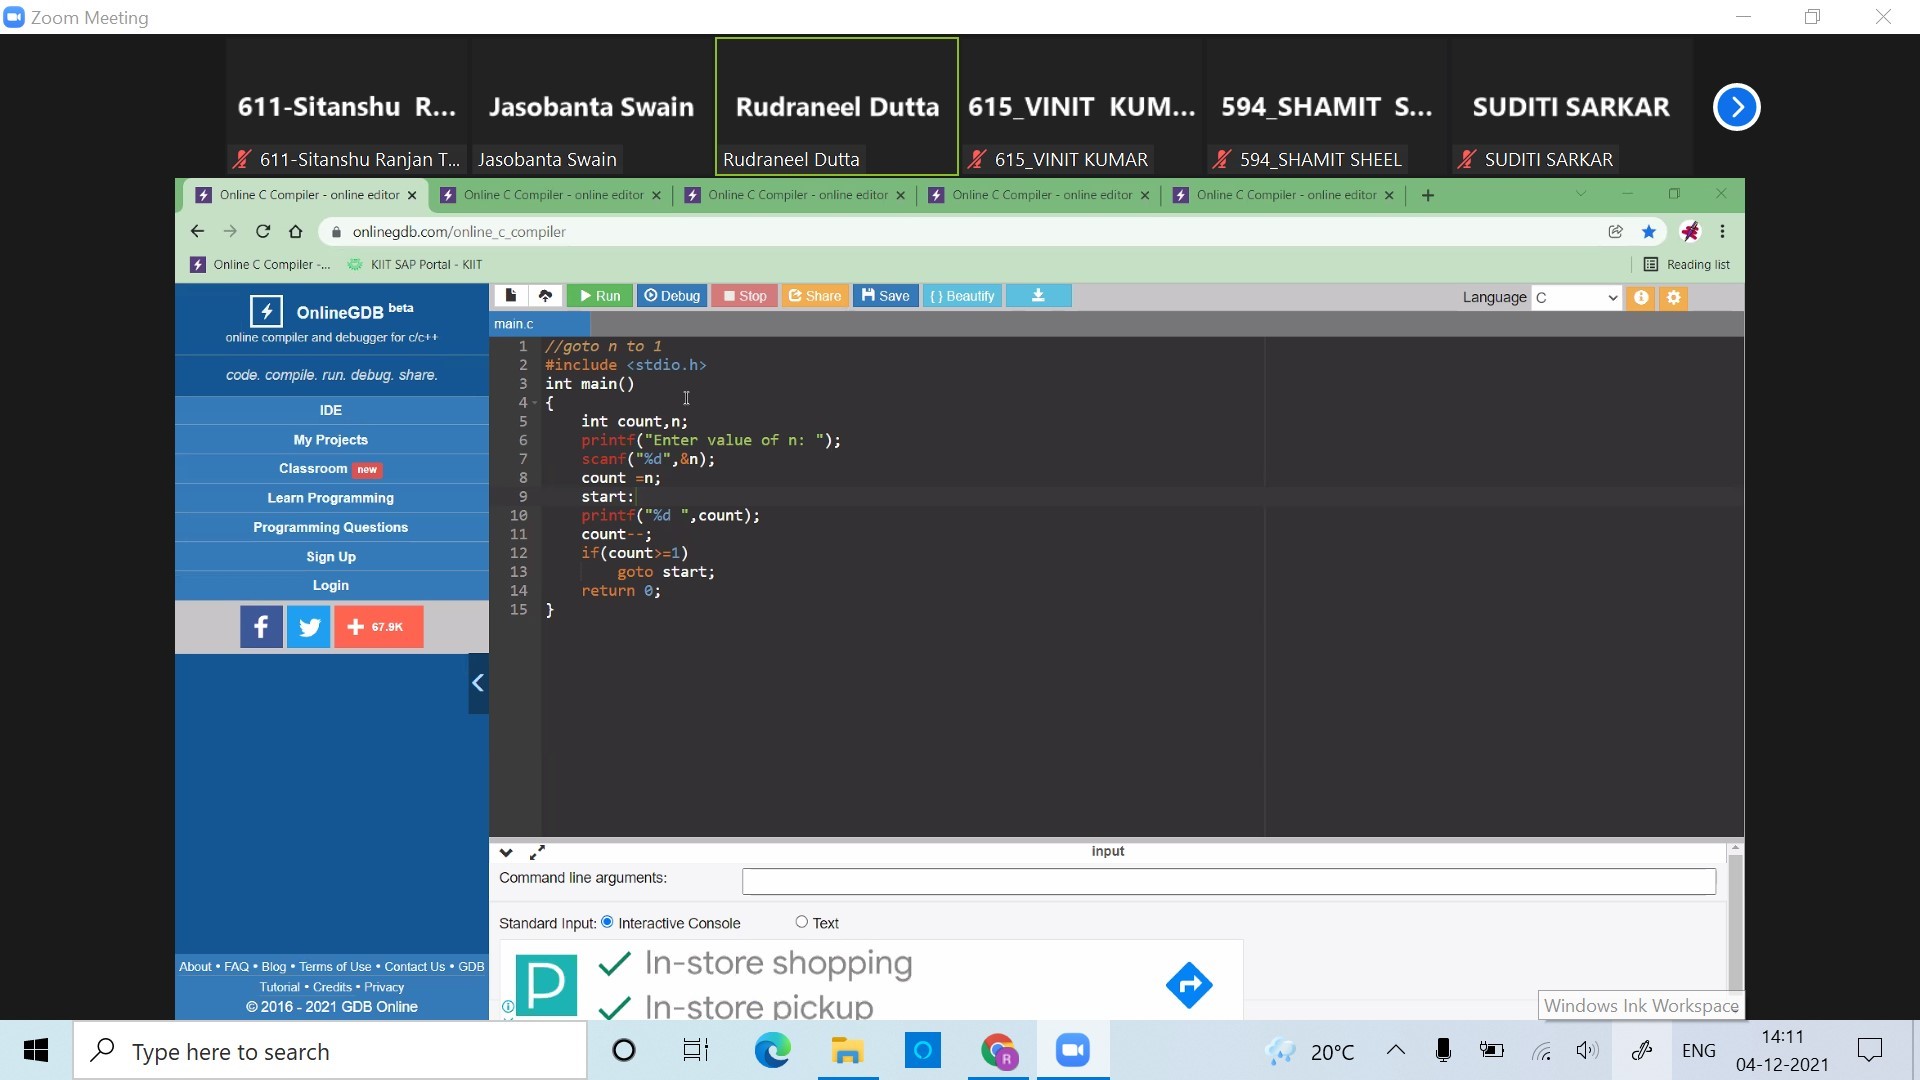 Zoom Meeting
611-Sitanshu R... Jasobanta Swain Rudraneel Dutta 615_VINIT KUM... 594_SHAMIT S... SUDITI SARKAR
611-Sitanshu Ranjan T... Jasobanta Swain Rudraneel Dutta 615_VINIT KUMAR 594_SHAMIT SHEEL SUDITI SARKAR
Online C Compiler - online editor Online C Compiler - online editor Online C Compiler - online editor Online C Compiler - online editor Online C Compiler - online editor
onlinegdb.com/online_c_compiler
Online C Compiler -... KIIT SAP Portal - KIIT Reading list
OnlineGDB beta
online compiler and debugger for c/c++
code. compile. run. debug. share.
IDE
My Projects
Classroom new
Learn Programming
Programming Questions
Sign Up
Login
f + 67.9K
About • FAQ • Blog • Terms of Use • Contact Us • GDB
Tutorial • Credits • Privacy
© 2016 - 2021 GDB Online
Run Debug Stop Share Save { } Beautify Language C
main.c
1 //goto n to 1
2 #include <stdio.h>
3 int main()
4 {
5 int count,n;
6 printf("Enter value of n: ");
7 scanf("%d",&n);
8 count =n;
9 start:
10 printf("%d ",count);
11 count--;
12 if(count>=1)
13 goto start;
14 return 0;
15 }
input
Command line arguments:
Standard Input: Interactive Console Text
P In-store shopping
In-store pickup
Windows Ink Workspace
Type here to search
R
20°C ENG 14:11
04-12-2021